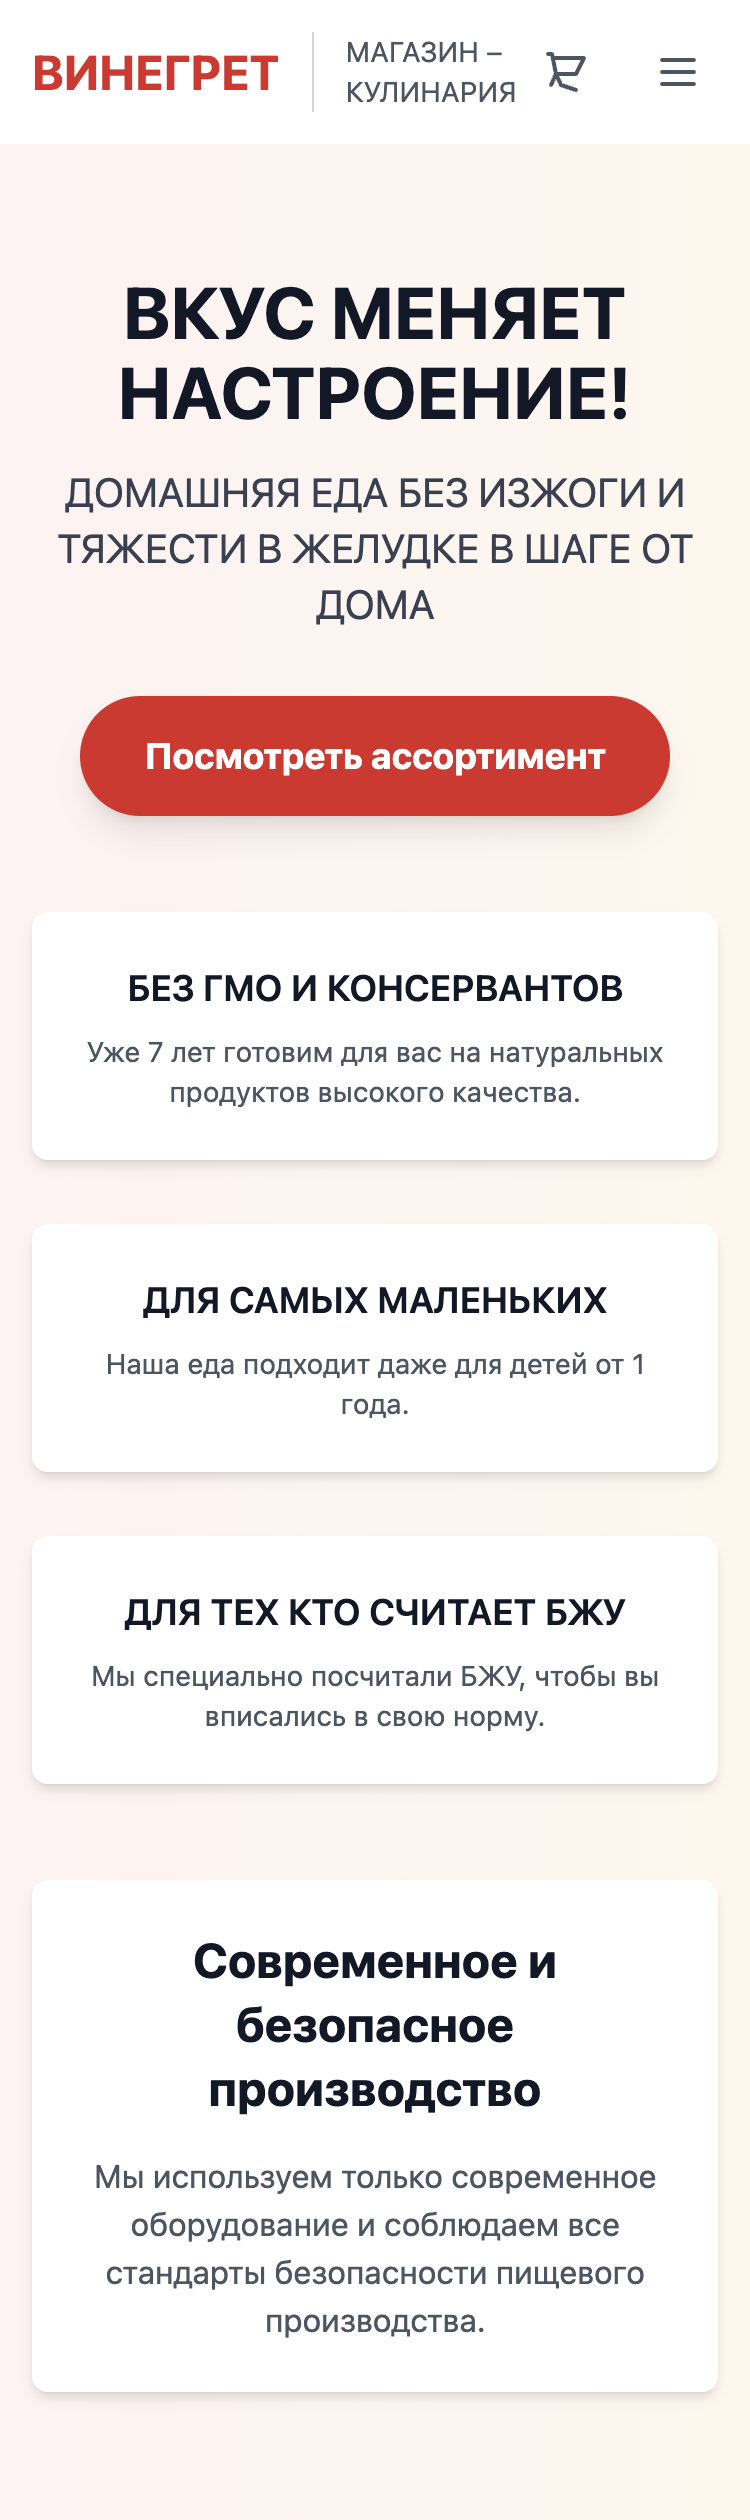 ВИНЕГРЕТ
МАГАЗИН –
КУЛИНАРИЯ
ВКУС МЕНЯЕТ
НАСТРОЕНИЕ!
ДОМАШНЯЯ ЕДА БЕЗ ИЗЖОГИ И
ТЯЖЕСТИ В ЖЕЛУДКЕ В ШАГЕ ОТ
ДОМА
Посмотреть ассортимент
БЕЗ ГМО И КОНСЕРВАНТОВ
Уже 7 лет готовим для вас на натуральных
продуктов высокого качества.
ДЛЯ САМЫХ МАЛЕНЬКИХ
Наша еда подходит даже для детей от 1
года.
ДЛЯ ТЕХ КТО СЧИТАЕТ БЖУ
Мы специально посчитали БЖУ, чтобы вы
вписались в свою норму.
Современное и
безопасное
производство
Мы используем только современное
оборудование и соблюдаем все
стандарты безопасности пищевого
производства.